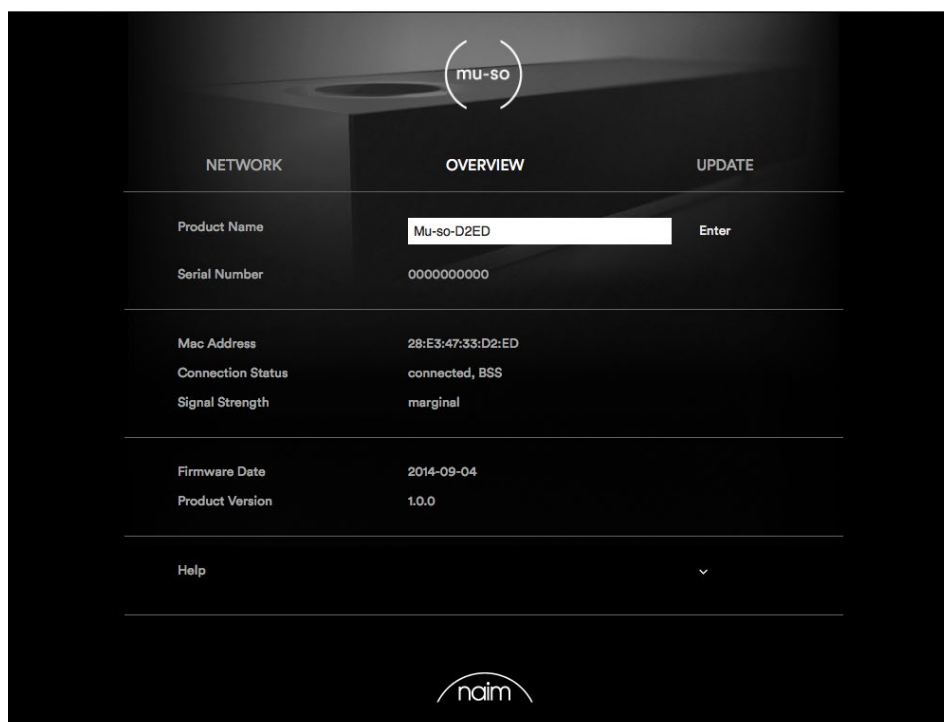 mu-so
NETWORK OVERVIEW UPDATE
Product Name Mu-so-D2ED Enter
Serial Number 0000000000
Mac Address 28:E3:47:33:D2:ED
Connection Status connected, BSS
Signal Strength marginal
Firmware Date 2014-09-04
Product Version 1.0.0
Help
naim